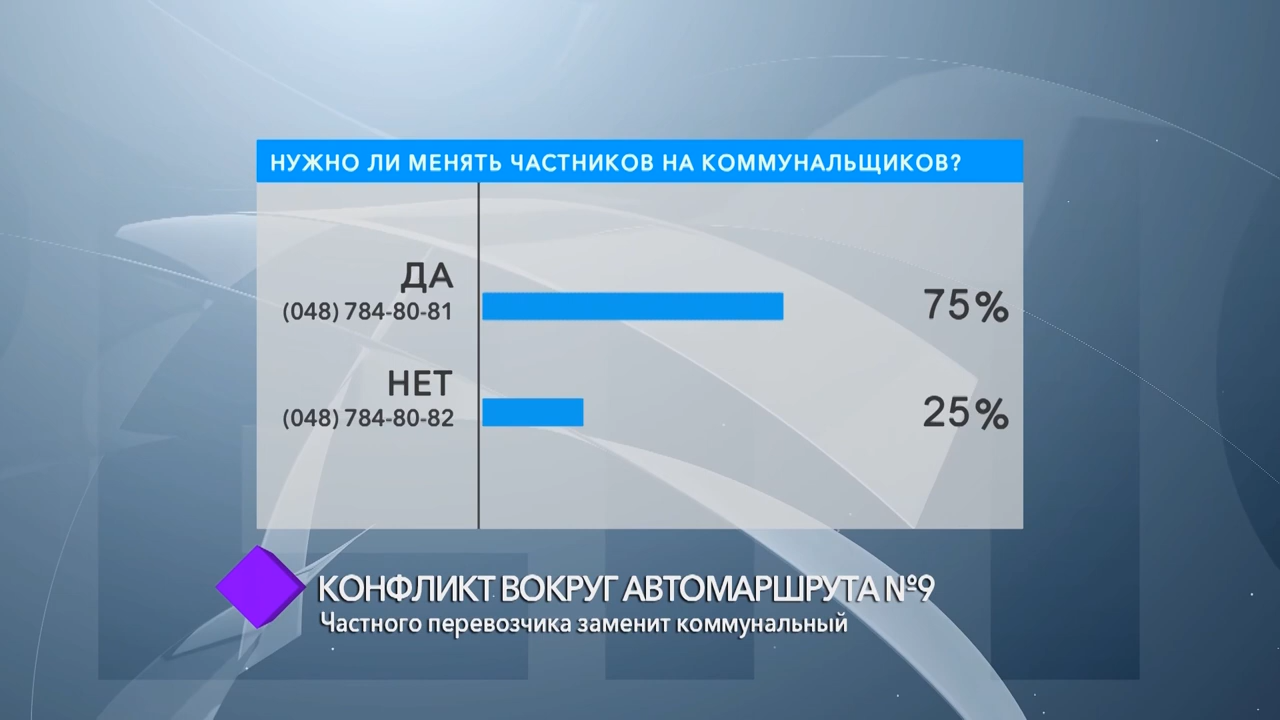 НУЖНО ЛИ МЕНЯТЬ ЧАСТНИКОВ НА КОММУНАЛЬЩИКОВ?
ДА
(048) 784-80-81
75%
НЕТ
(048) 784-80-82
25%
КОНФЛИКТ ВОКРУГ АВТОМАРШРУТА №9
Частного перевозчика заменит коммунальный